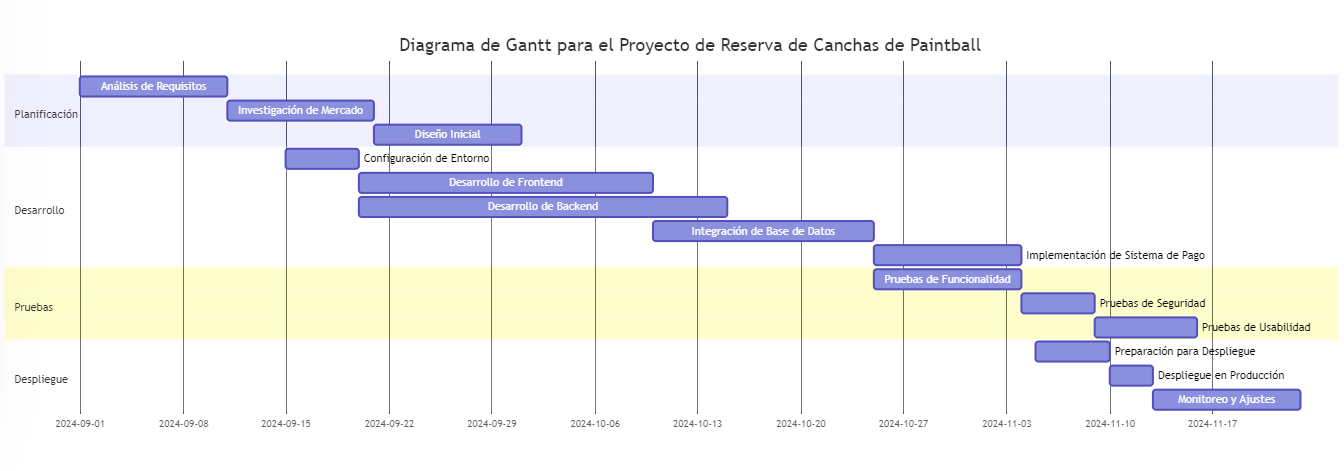 Diagrama de Gantt para el Proyecto de Reserva de Canchas de Paintball
Análisis de Requisitos
Investigación de Mercado
Planificación
Diseño Inicial
Configuración de Entorno
Desarrollo de Frontend
Desarrollo de Backend
Desarrollo
Integración de Base de Datos
Implementación de Sistema de Pago
Pruebas de Funcionalidad
Pruebas de Seguridad
Pruebas
Pruebas de Usabilidad
Preparación para Despliegue
Despliegue en Producción
Despliegue
Monitoreo y Ajustes
2024-09-01 2024-09-08 2024-09-15 2024-09-22 2024-09-29 2024-10-06 2024-10-13 2024-10-20 2024-10-27 2024-11-03 2024-11-10 2024-11-17